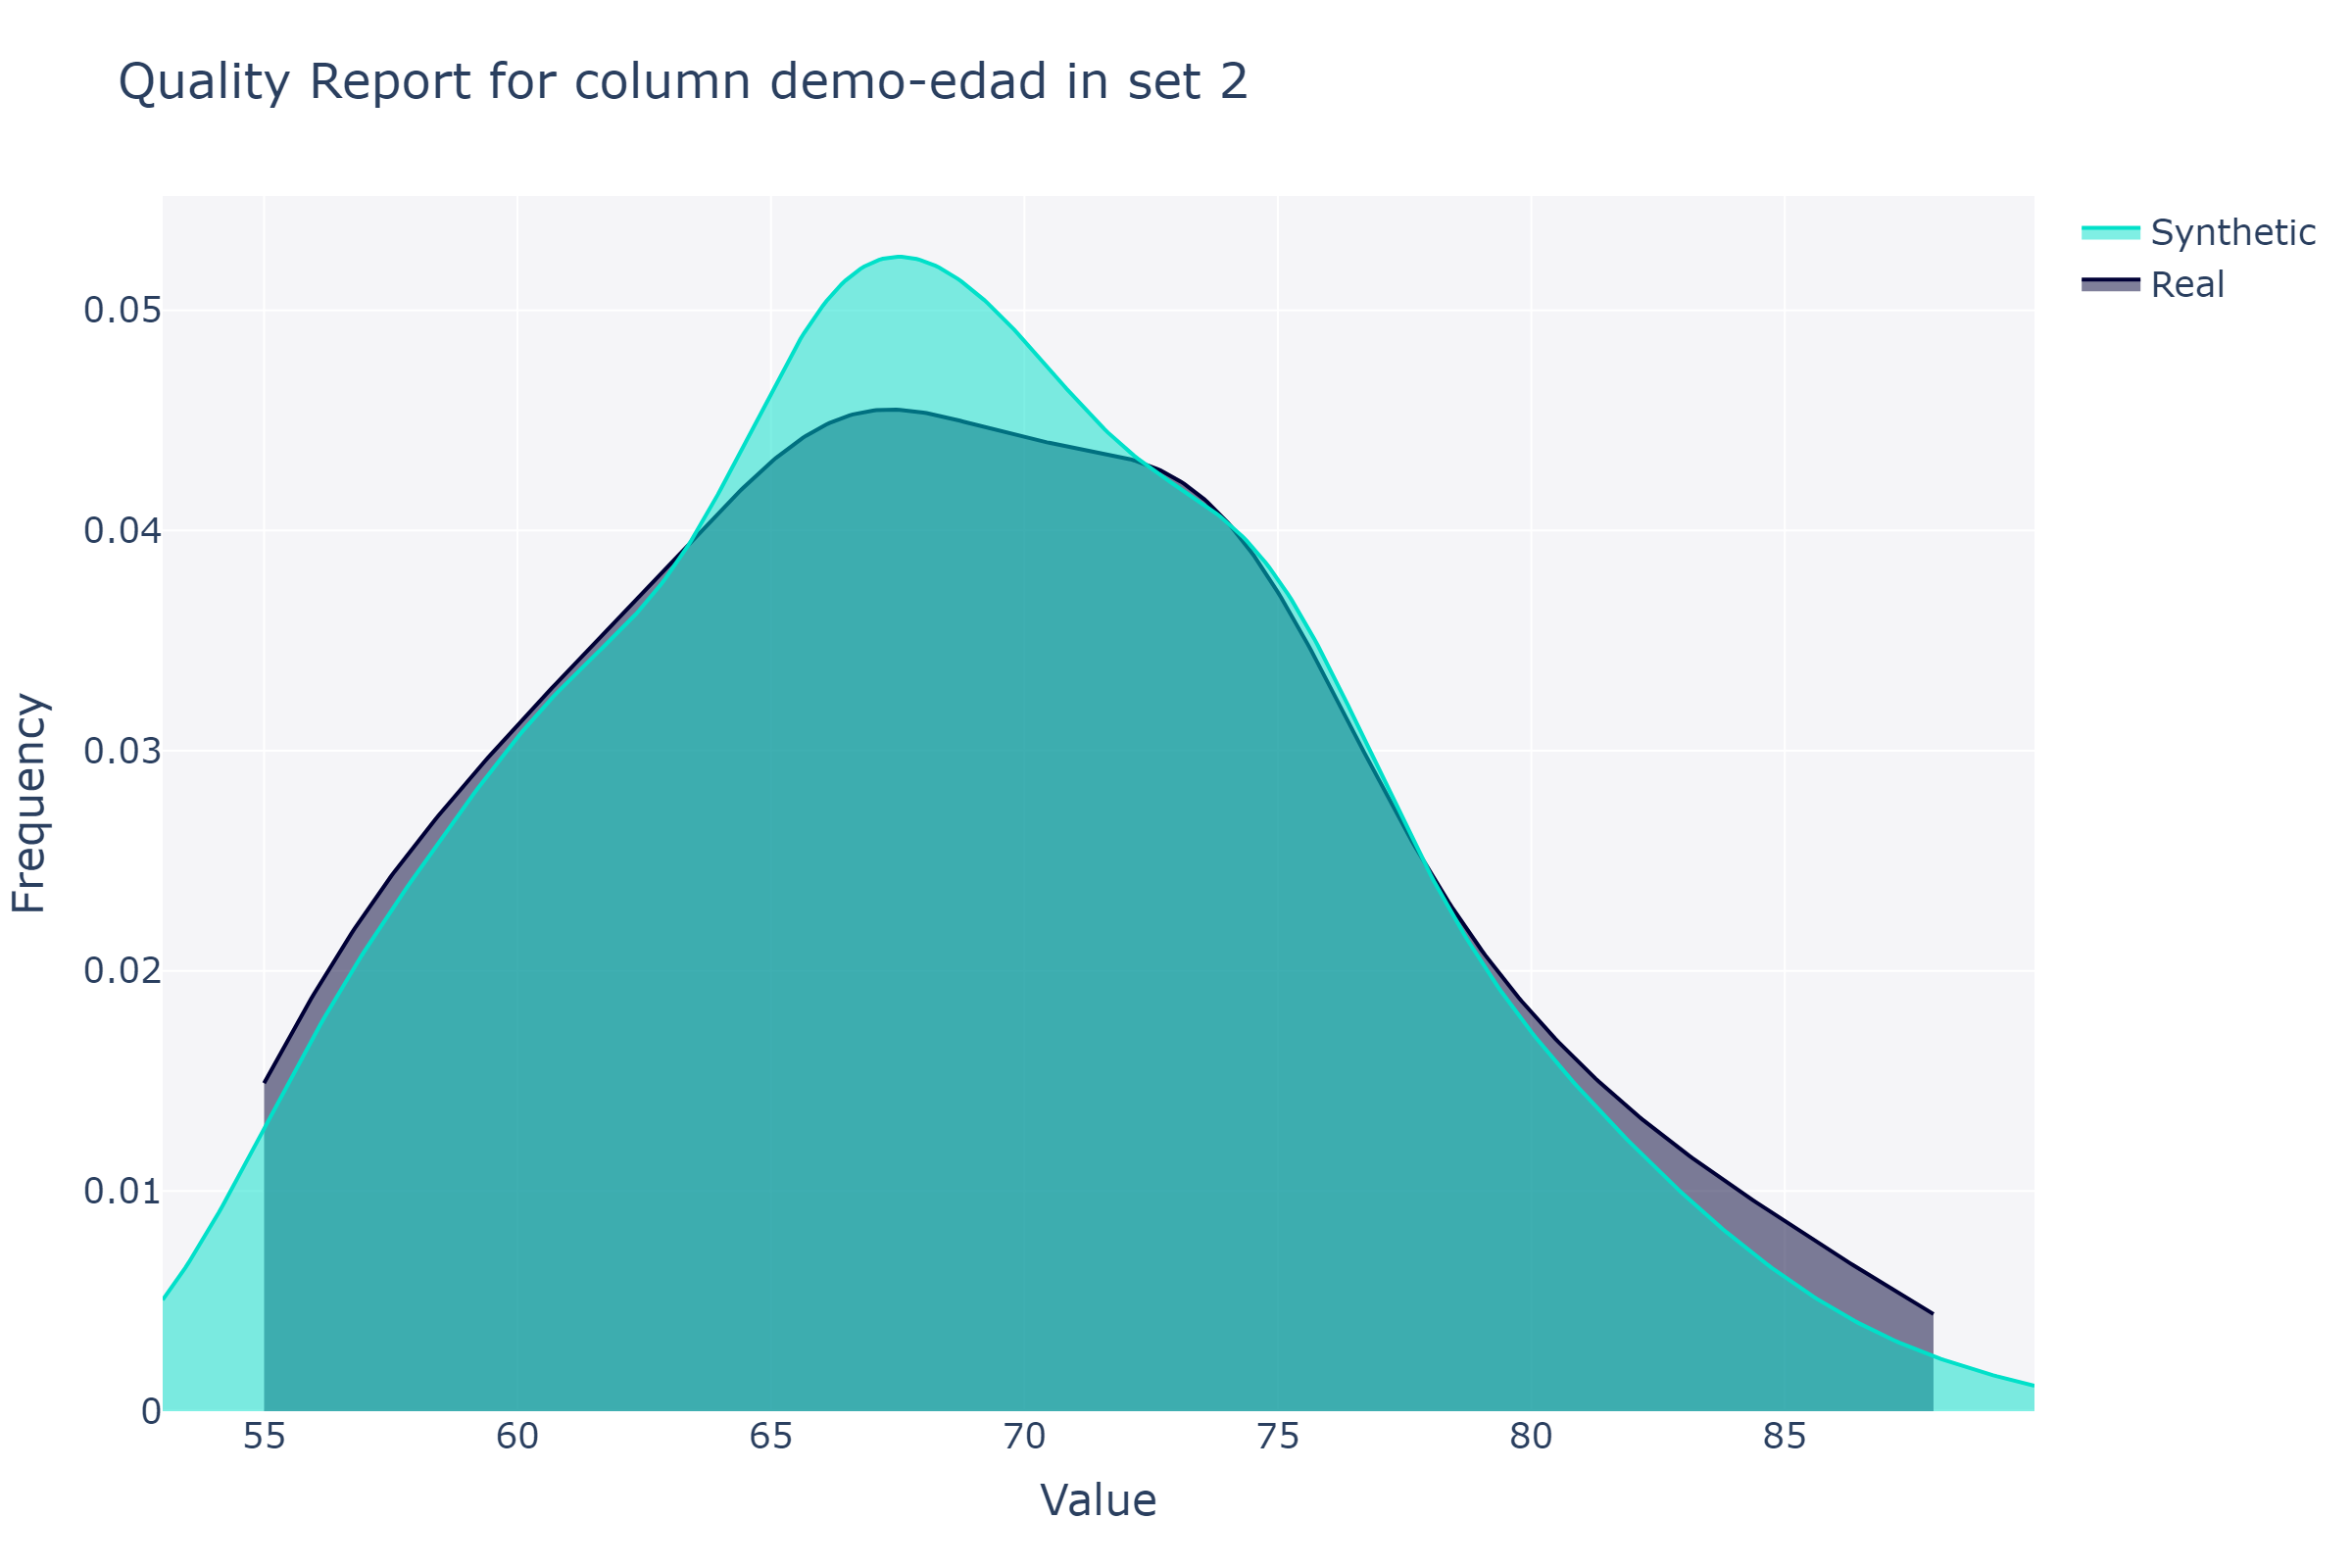 Quality Report for column demo-edad in set 2
Synthetic
Real
0.05
0.04
0.03
0.02
0.01
0
Frequency
55 60 65 70 75 80 85
Value